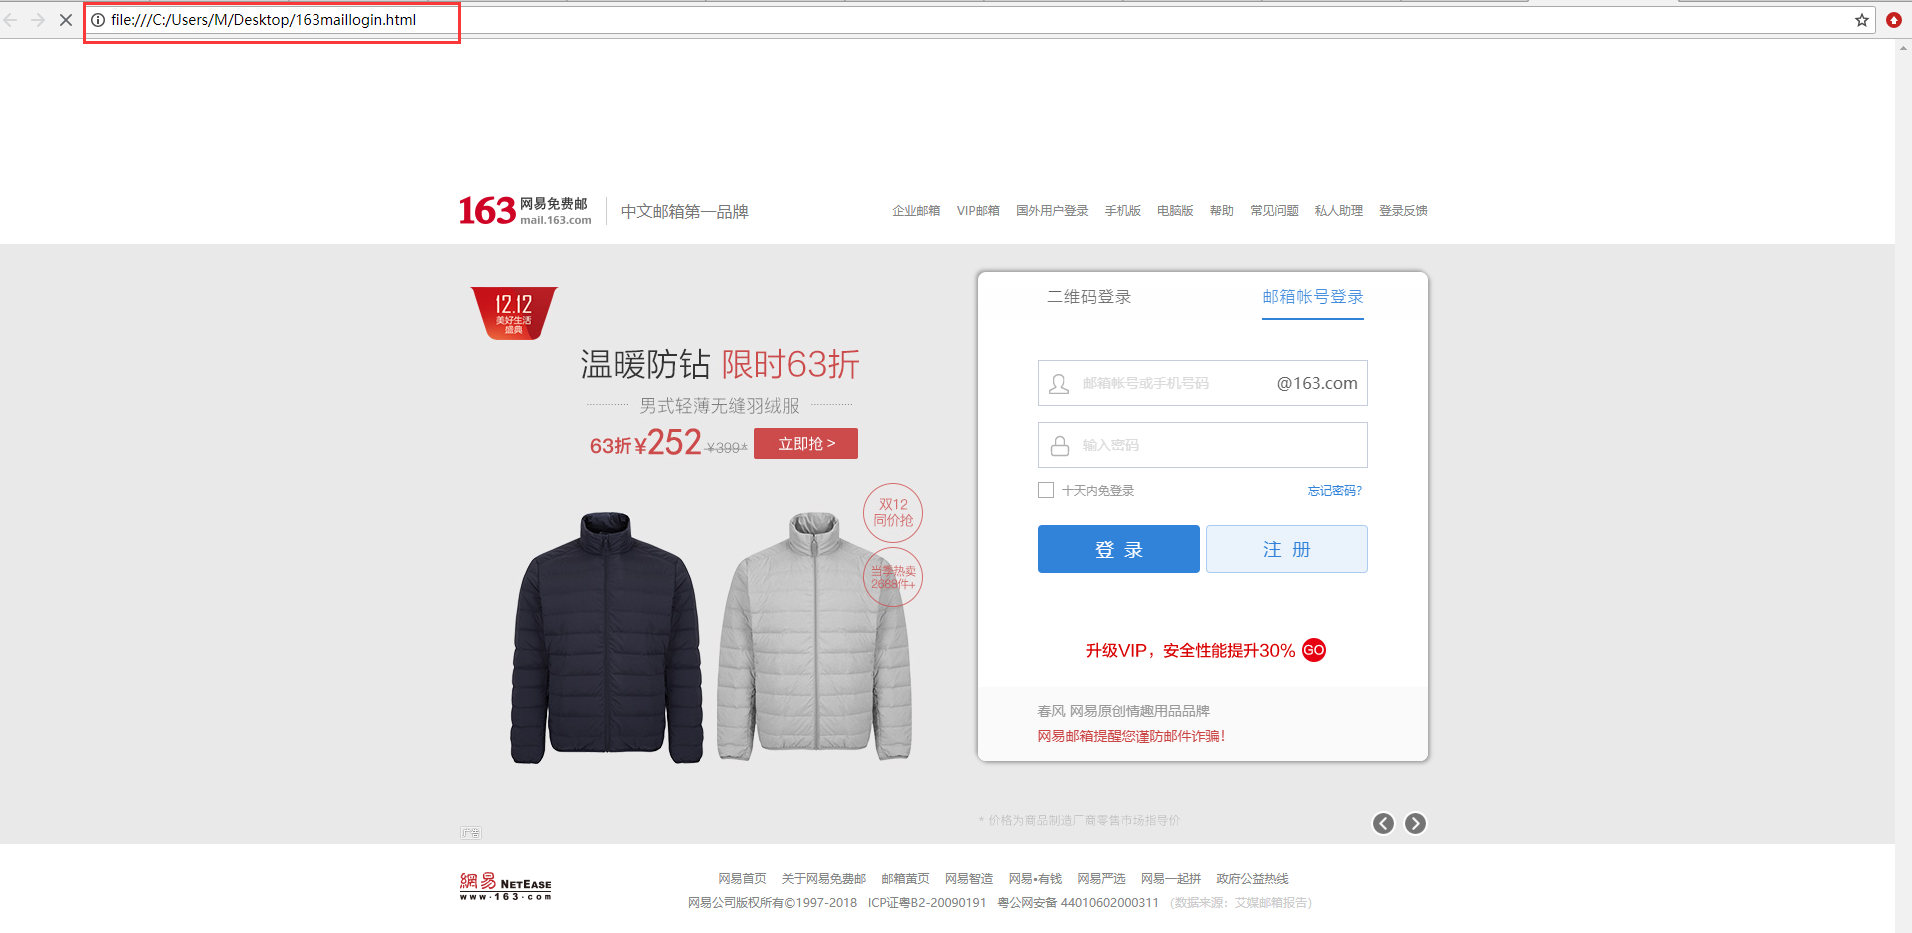 file:///C:/Users/M/Desktop/163maillogin.html
163 网易免费邮 mail.163.com 中文邮箱第一品牌
企业邮箱 VIP邮箱 国外用户登录 手机版 电脑版 帮助 常见问题 私人助理 登录反馈
12.12
美好生活
盛典
温暖防钻 限时63折
男式轻薄无缝羽绒服
63折¥252 ¥399* 立即抢 >
双12
同价抢
当季热卖
2688件+
二维码登录 邮箱帐号登录
邮箱帐号或手机号码 @163.com
输入密码
十天内免登录 忘记密码?
登 录 注 册
升级VIP，安全性能提升30% GO
春风 网易原创情趣用品品牌
网易邮箱提醒您谨防邮件诈骗!
* 价格为商品制造厂商零售市场指导价
广告
網易 NETEASE
www.163.com
网易首页 关于网易免费邮 邮箱黄页 网易智造 网易•有钱 网易严选 网易一起拼 政府公益热线
网易公司版权所有©1997-2018 ICP证粤B2-20090191 粤公网安备 44010602000311 （数据来源：艾媒邮箱报告）